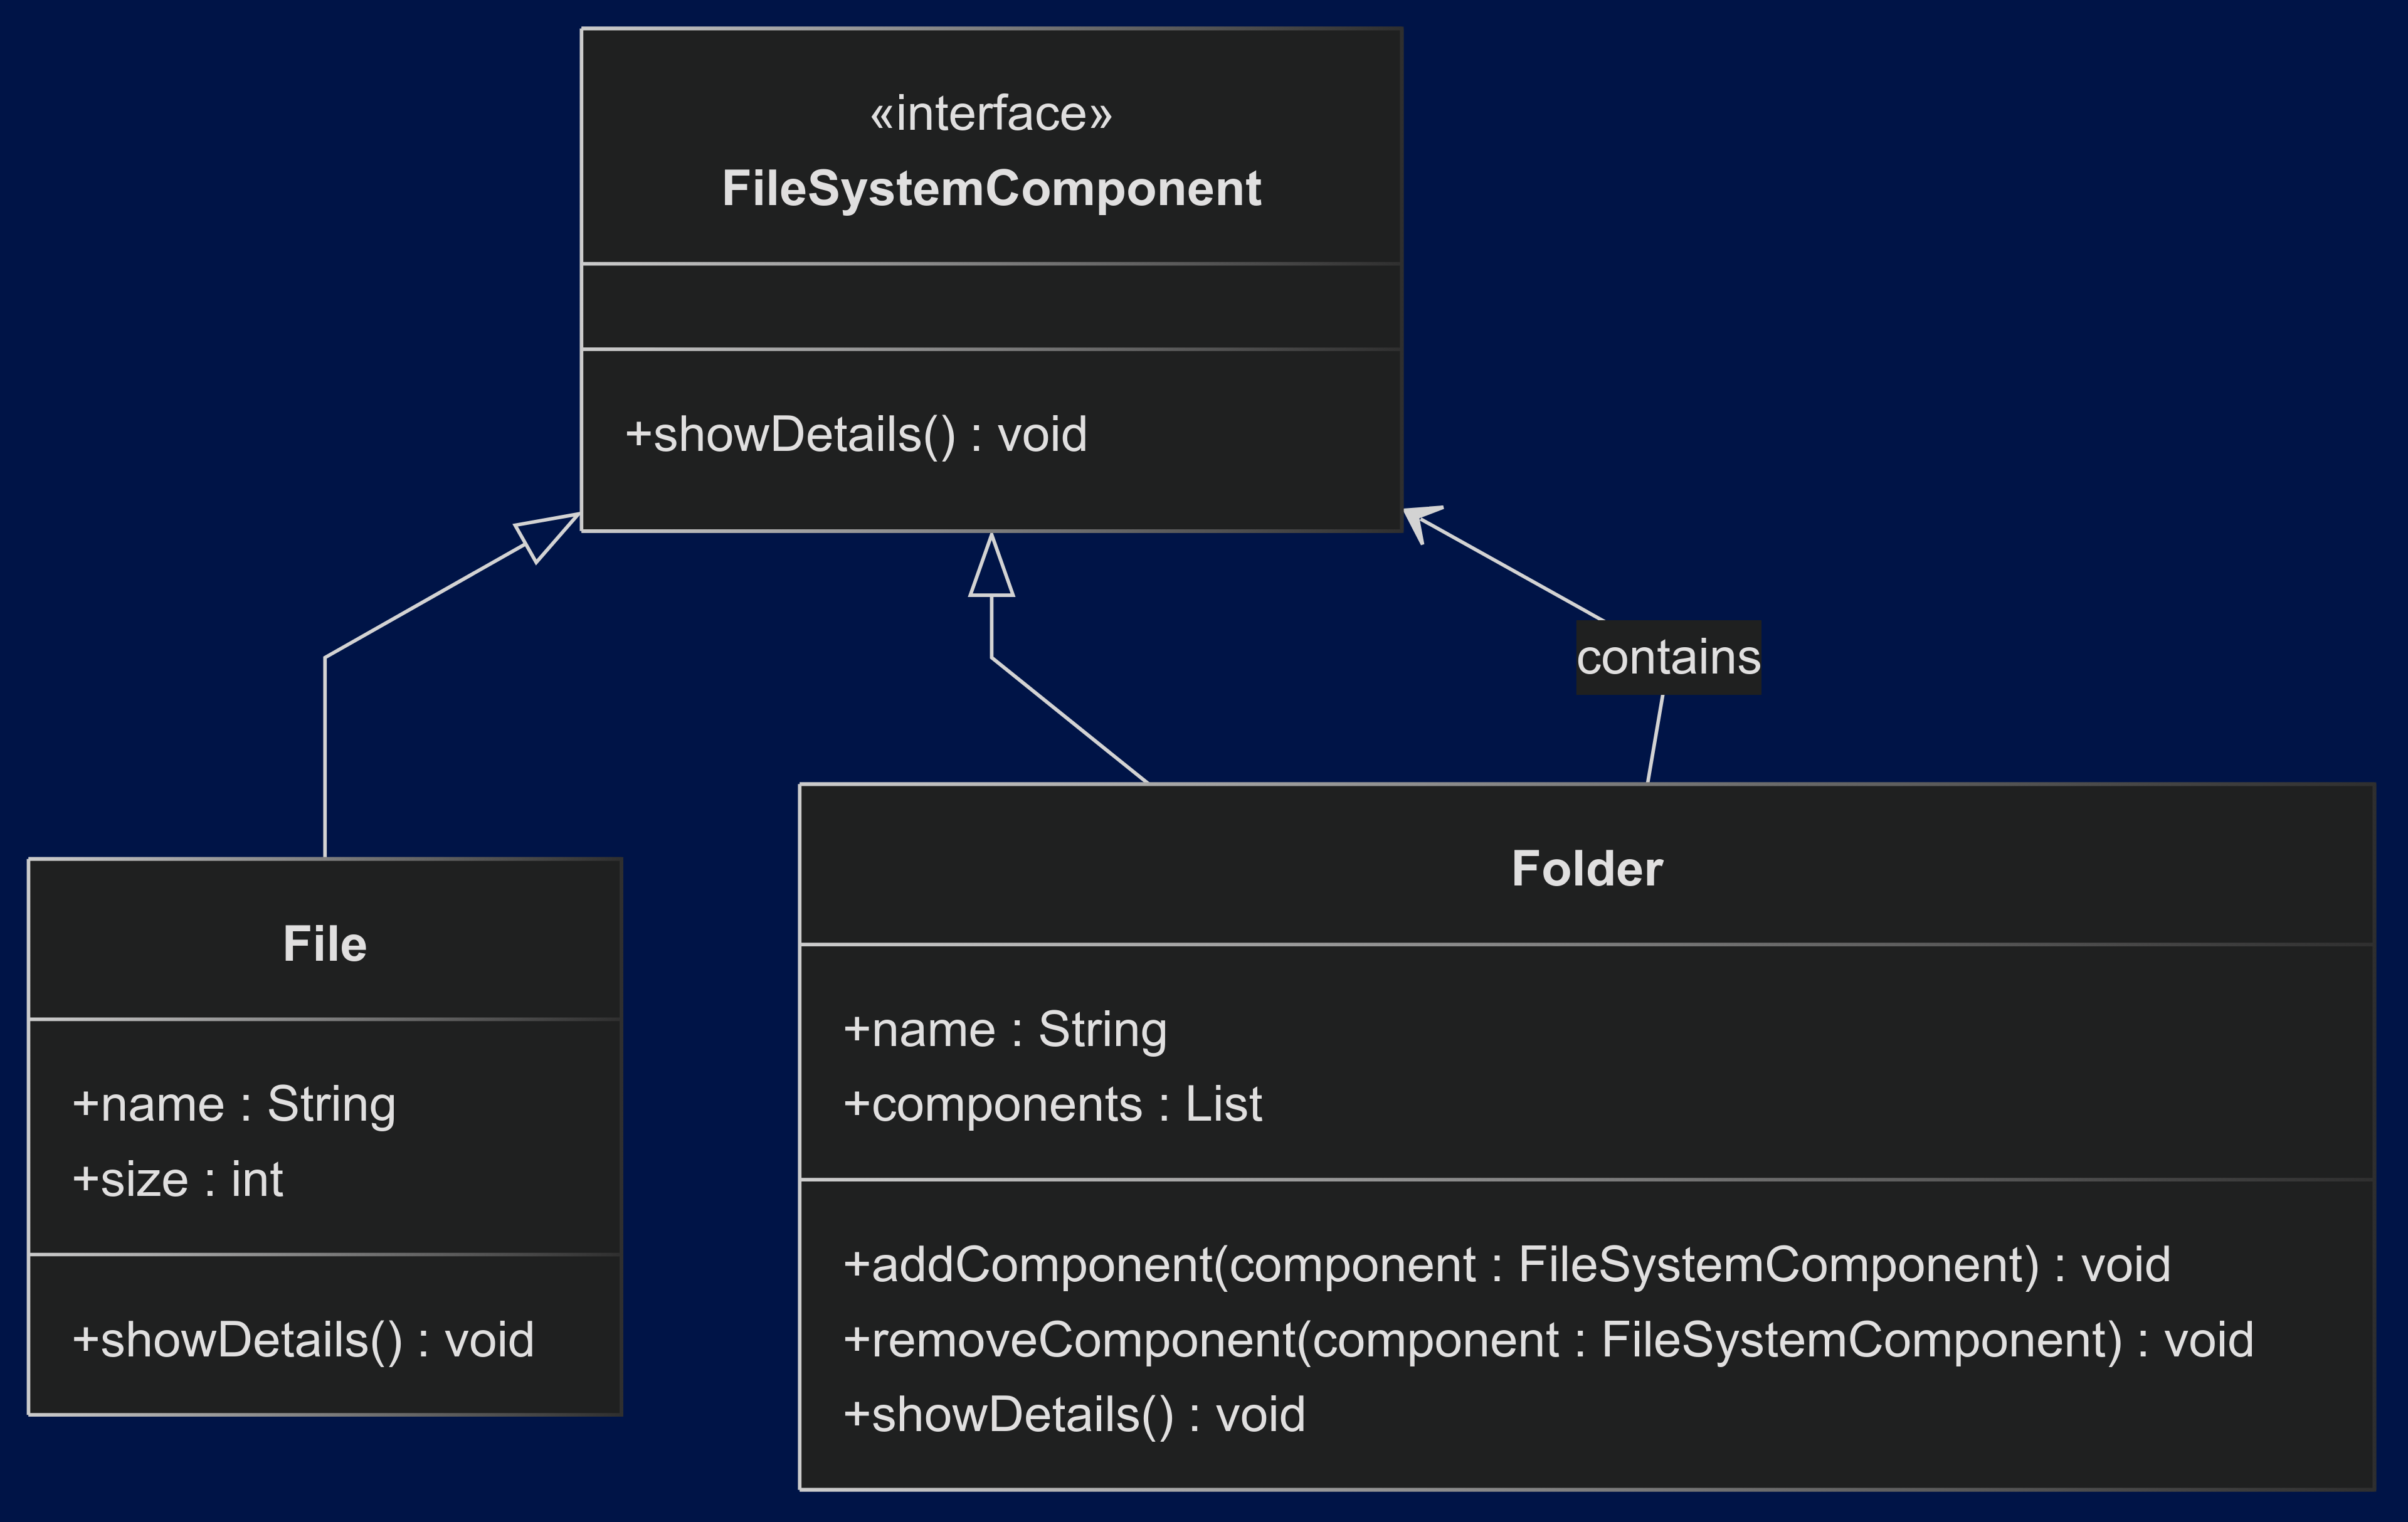 «interface»
FileSystemComponent
+showDetails() : void
contains
File
+name : String
+size : int
+showDetails() : void
Folder
+name : String
+components : List
+addComponent(component : FileSystemComponent) : void
+removeComponent(component : FileSystemComponent) : void
+showDetails() : void